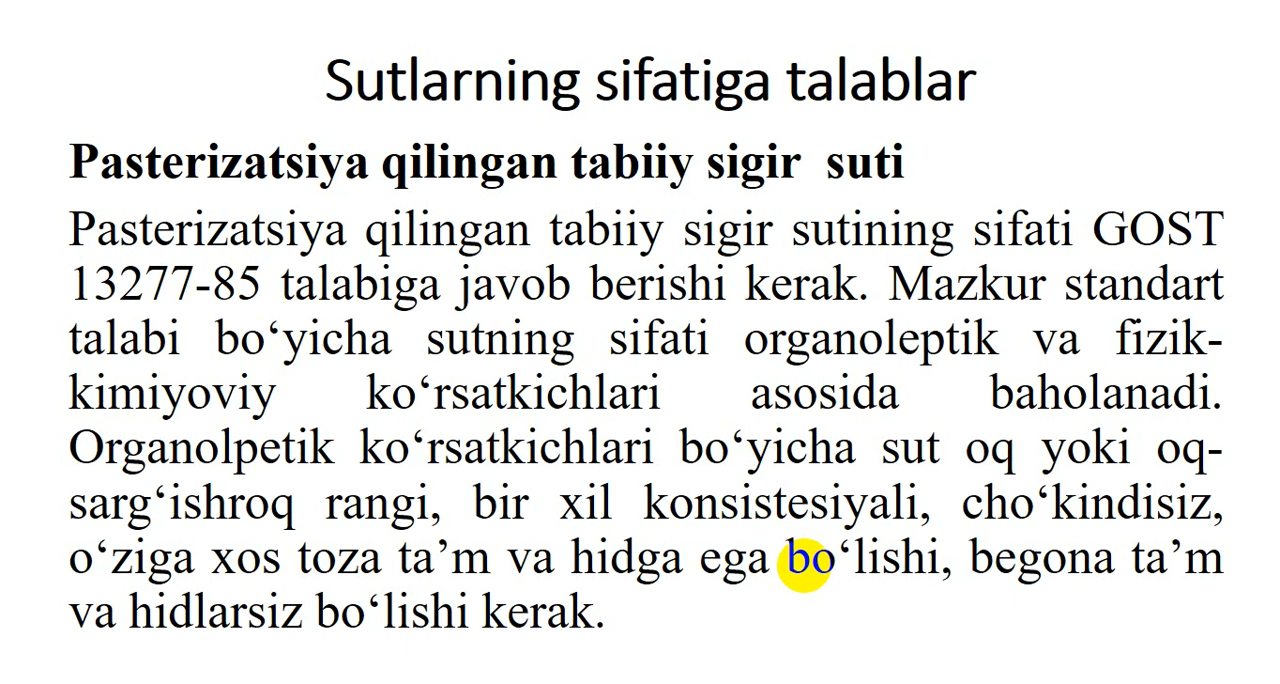 Sutlarning sifatiga talablar
Pasterizatsiya qilingan tabiiy sigir suti
Pasterizatsiya qilingan tabiiy sigir sutining sifati GOST
13277-85 talabiga javob berishi kerak. Mazkur standart
talabi bo‘yicha sutning sifati organoleptik va fizik-
kimiyoviy ko‘rsatkichlari asosida baholanadi.
Organolpetik ko‘rsatkichlari bo‘yicha sut oq yoki oq-
sarg‘ishroq rangi, bir xil konsistesiyali, cho‘kindisiz,
o‘ziga xos toza ta’m va hidga ega bo‘lishi, begona ta’m
va hidlarsiz bo‘lishi kerak.